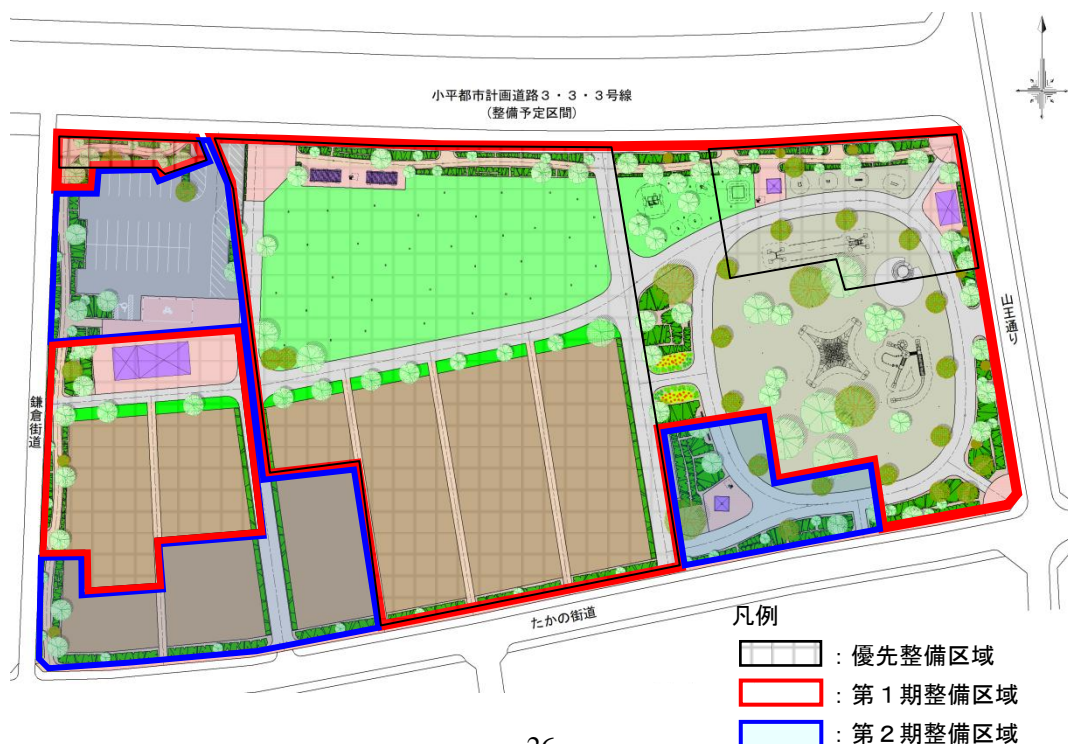 小平都市計画道路3・3・3号線
(整備予定区間)
山王通り
鎌倉街道
たかの街道
凡例
：優先整備区域
：第1期整備区域
：第2期整備区域